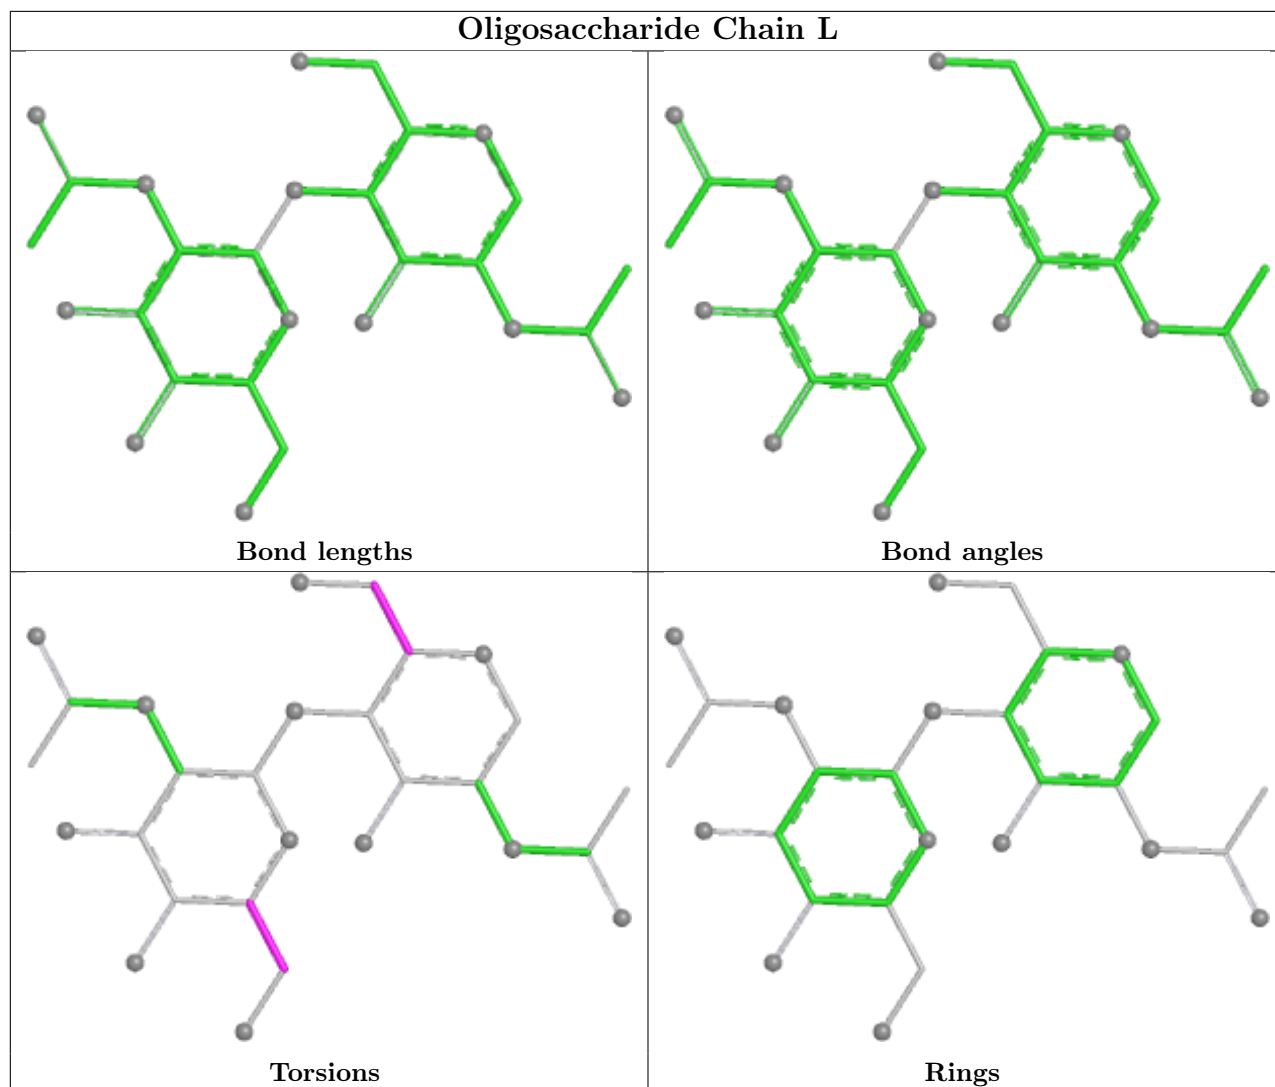 Oligosaccharide Chain L
Bond lengths
Bond angles
Torsions
Rings